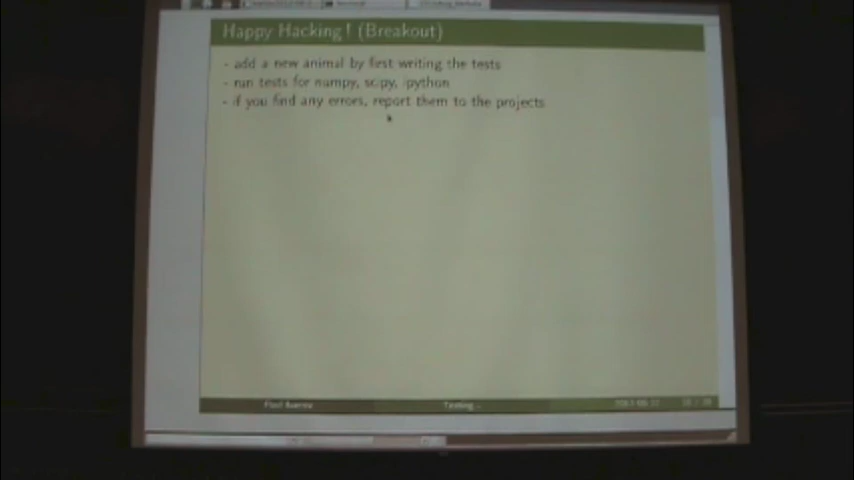 Happy Hacking! (Breakout)
- add a new animal by first writing the tests
- run tests for numpy, scipy, ipython
- if you find any errors, report them to the projects
Testing...